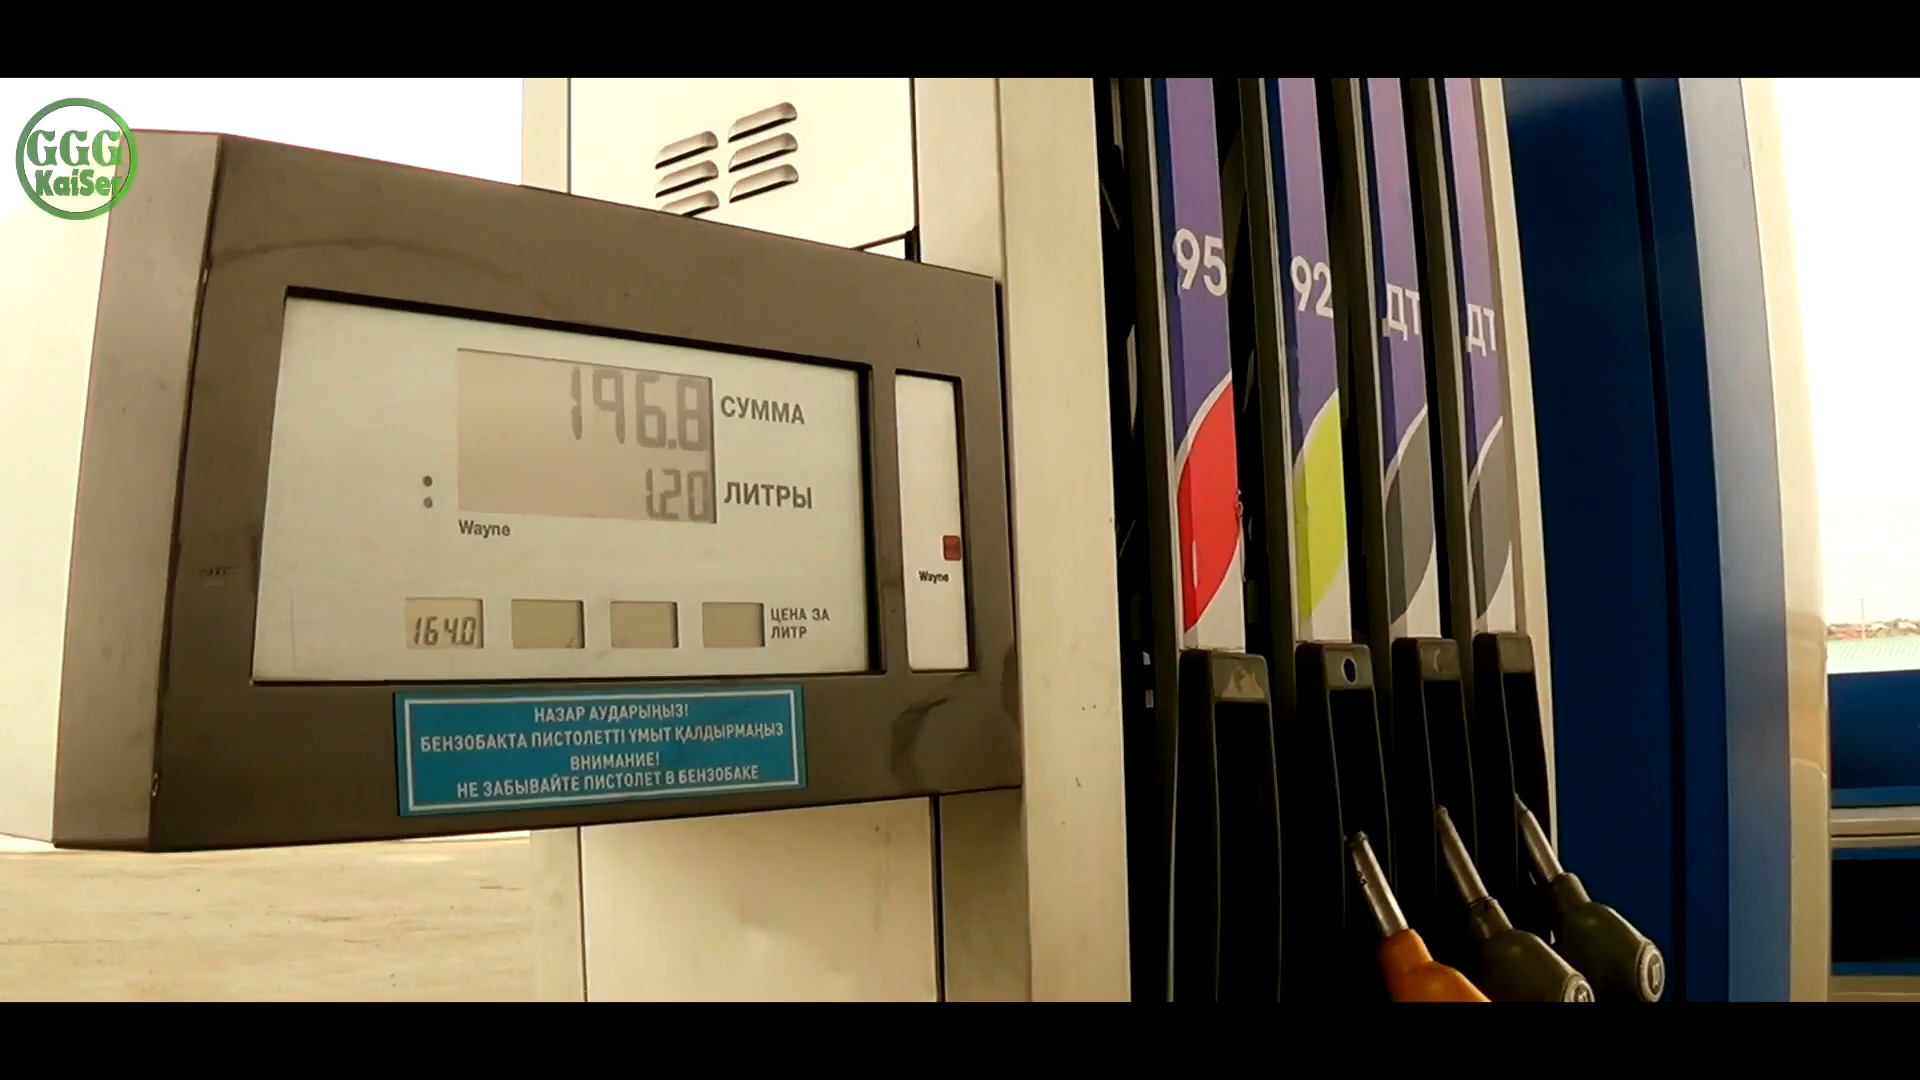 GGG
KaiSer
196.8 СУММА
1.20 ЛИТРЫ
Wayne
164.0 ЦЕНА ЗА
ЛИТР
Wayne
НАЗАР АУДАРЫҢЫЗ!
БЕНЗОБАКТА ПИСТОЛЕТТІ ҰМЫТ ҚАЛДЫРМАҢЫЗ
ВНИМАНИЕ!
НЕ ЗАБЫВАЙТЕ ПИСТОЛЕТ В БЕНЗОБАКЕ
95
92
ДТ
ДТ